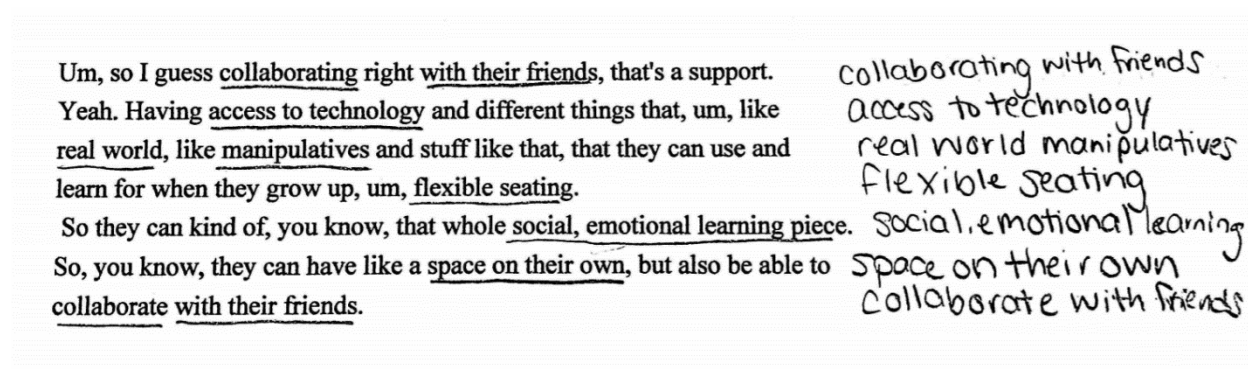 Um, so I guess collaborating right with their friends, that's a support.
collaborating with friends
Yeah. Having access to technology and different things that, um, like
access to technology
real world, like manipulatives and stuff like that, that they can use and
real world manipulatives
learn for when they grow up, um, flexible seating.
flexible seating
So they can kind of, you know, that whole social, emotional learning piece.
social, emotional learning
So, you know, they can have like a space on their own, but also be able to
space on their own
collaborate with their friends.
collaborate with friends